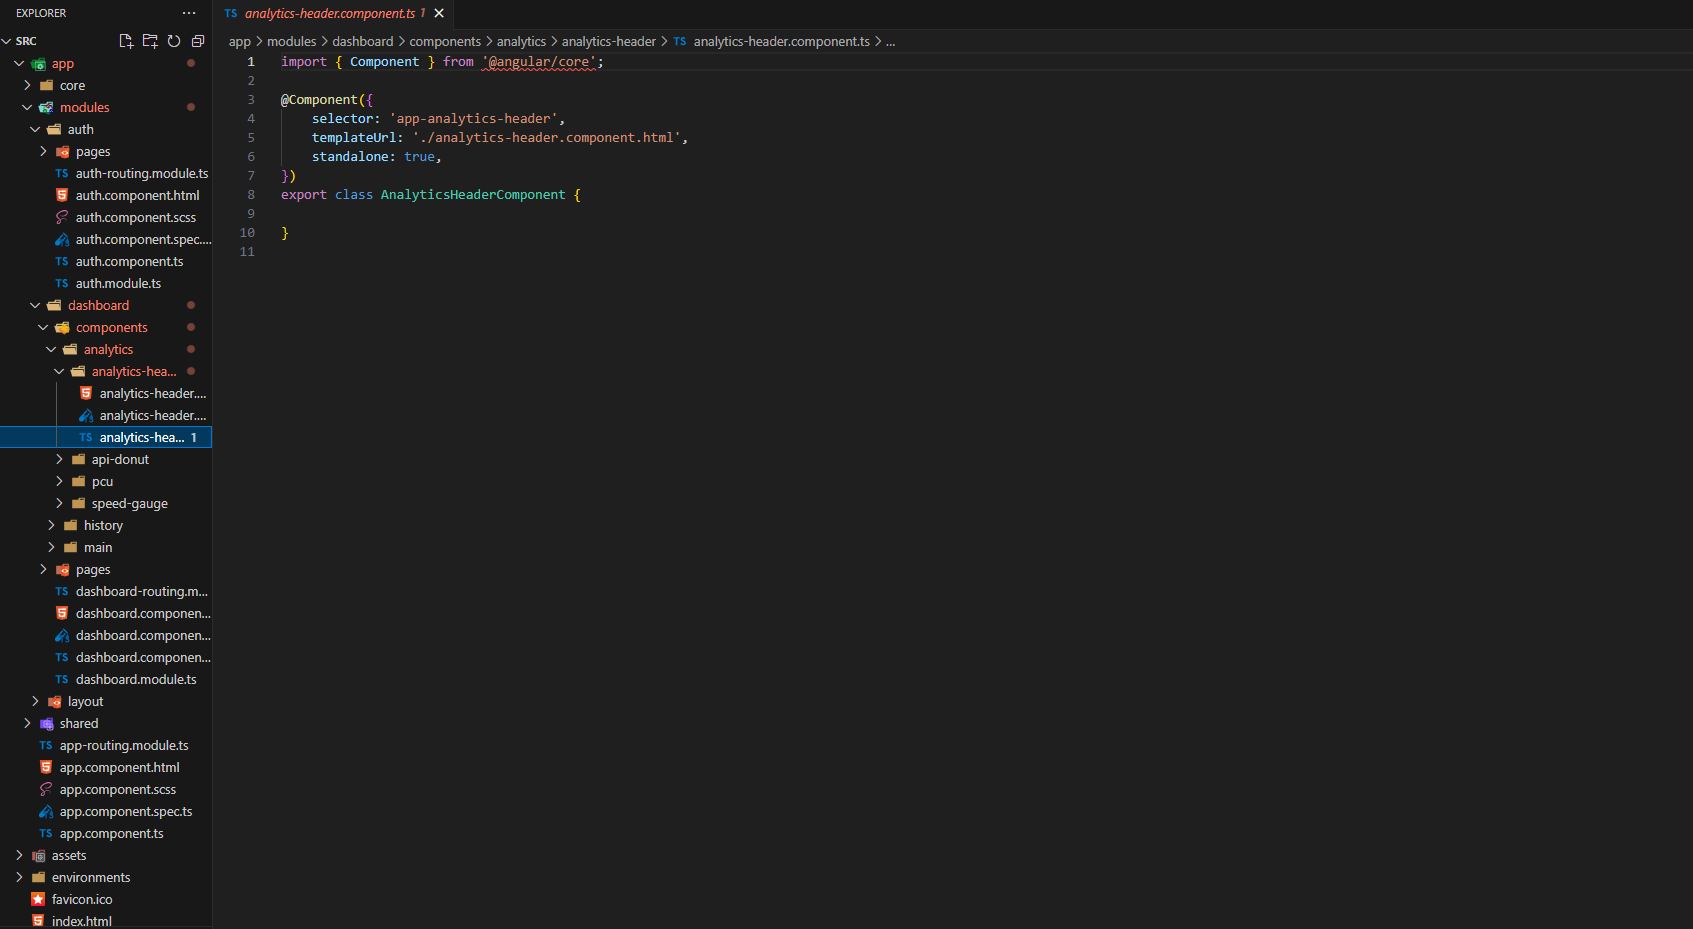 EXPLORER
SRC
app
core
modules
auth
pages
auth-routing.module.ts
auth.component.html
auth.component.scss
auth.component.spec....
auth.component.ts
auth.module.ts
dashboard
components
analytics
analytics-hea...
analytics-header....
analytics-header....
TS analytics-hea... 1
api-donut
pcu
speed-gauge
history
main
pages
TS dashboard-routing.m...
dashboard.componen...
dashboard.componen...
TS dashboard.componen...
TS dashboard.module.ts
layout
shared
TS app-routing.module.ts
app.component.html
app.component.scss
app.component.spec.ts
TS app.component.ts
assets
environments
favicon.ico
index.html
TS analytics-header.component.ts 1
app > modules > dashboard > components > analytics > analytics-header > TS analytics-header.component.ts > ...
1 import { Component } from '@angular/core';
2
3 @Component({
4 selector: 'app-analytics-header',
5 templateUrl: './analytics-header.component.html',
6 standalone: true,
7 })
8 export class AnalyticsHeaderComponent {
9
10 }
11